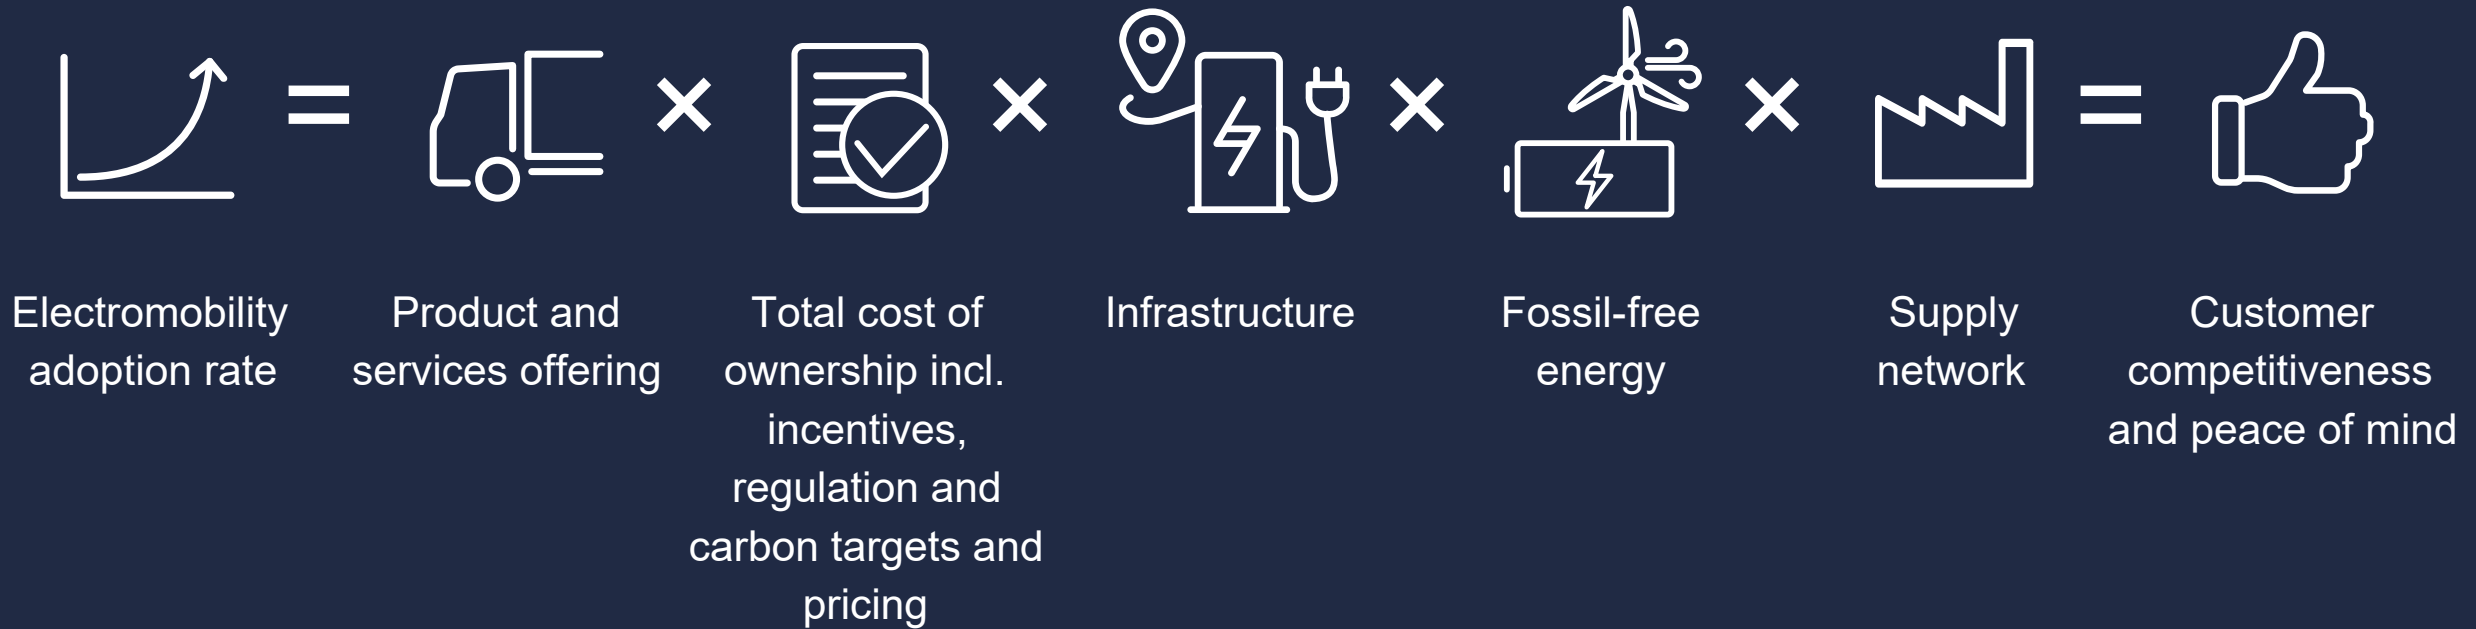 = × × × × =
Electromobility
adoption rate
Product and
services offering
Total cost of
ownership incl.
incentives,
regulation and
carbon targets and
pricing
Infrastructure
Fossil-free
energy
Supply
network
Customer
competitiveness
and peace of mind